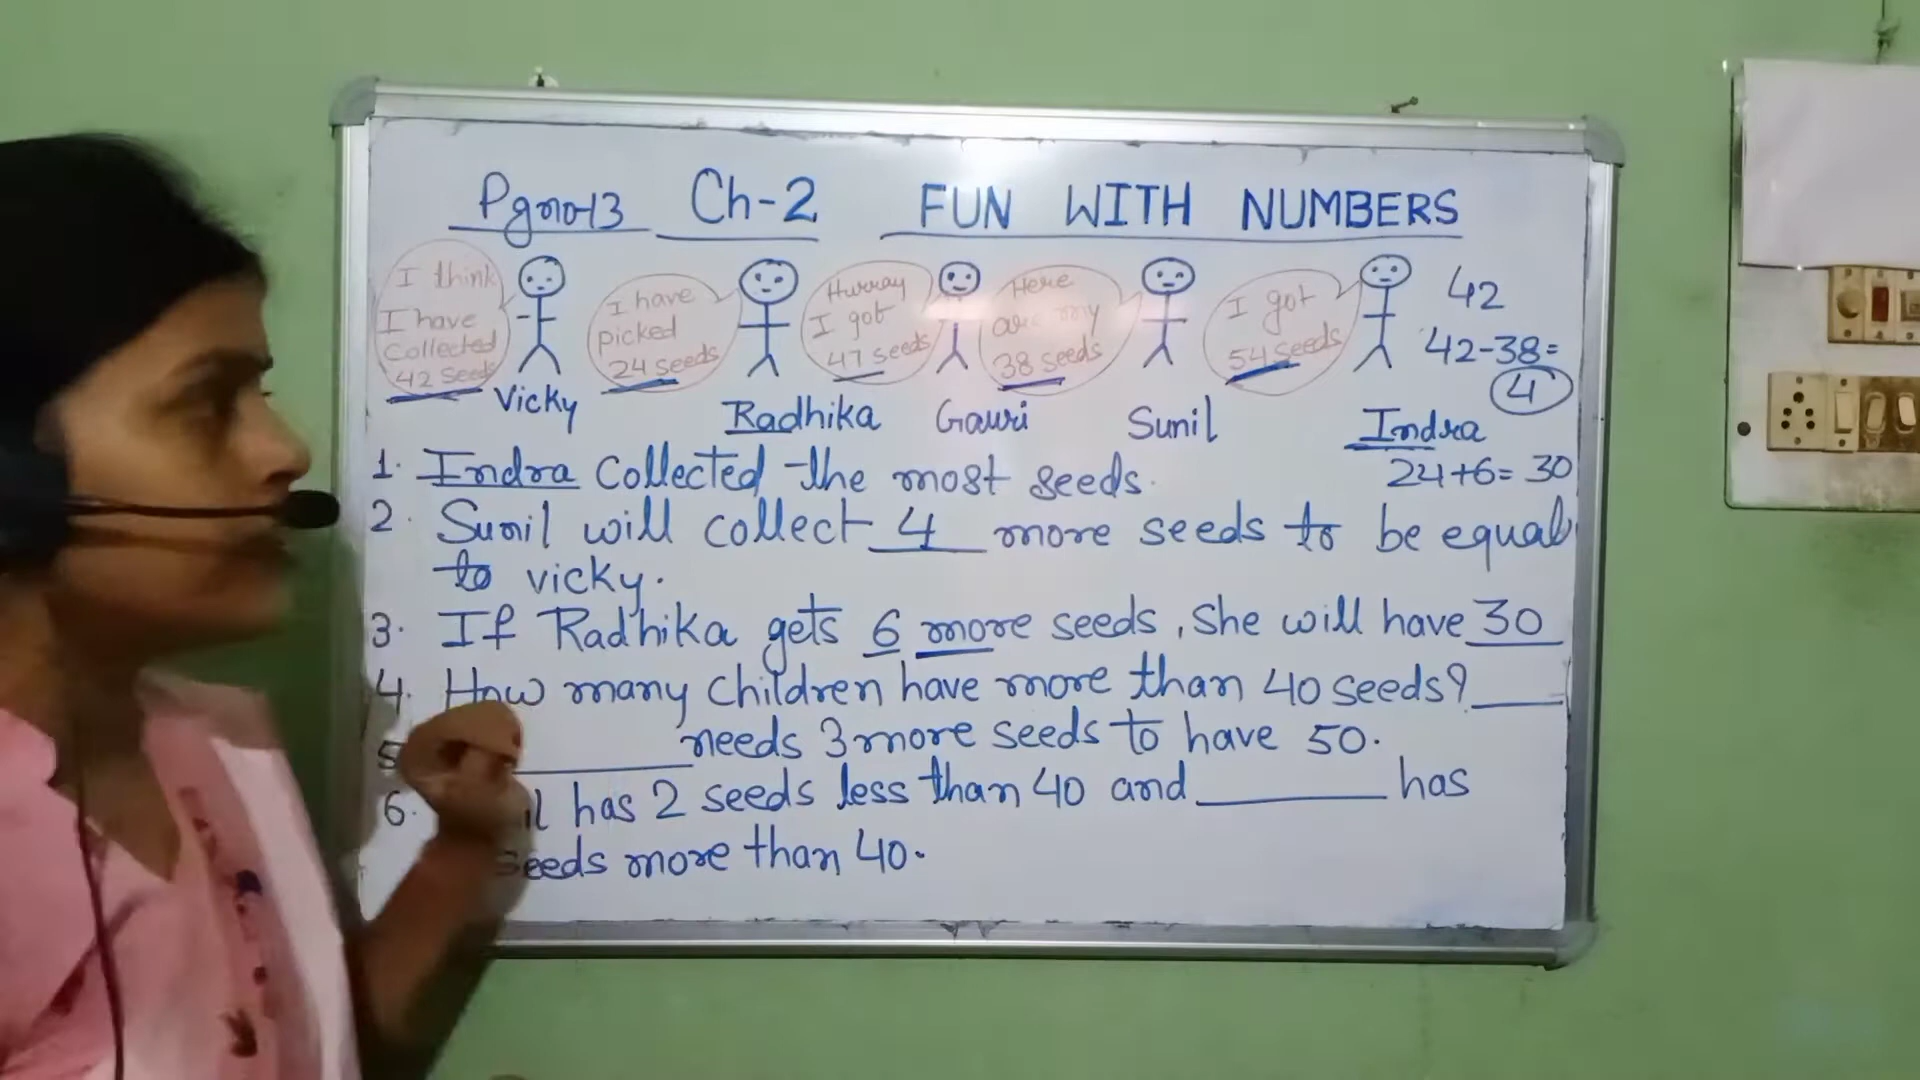 Pg no-13 Ch-2 FUN WITH NUMBERS
I think
I have
Collected
42 Seeds
I have
picked
24 seeds
Hurray
I got
47 seeds
Here
are my
38 seeds
I got
54 seeds
42
42-38=
4
Vicky Radhika Gauri Sunil Indra
24+6=30
1. Indra Collected the most seeds.
2. Sunil will collect 4 more seeds to be equal
to vicky.
3. If Radhika gets 6 more seeds, She will have 30
4. How many Children have more than 40 seeds?
5 needs 3 more seeds to have 50.
6. has 2 seeds less than 40 and has
seeds more than 40.